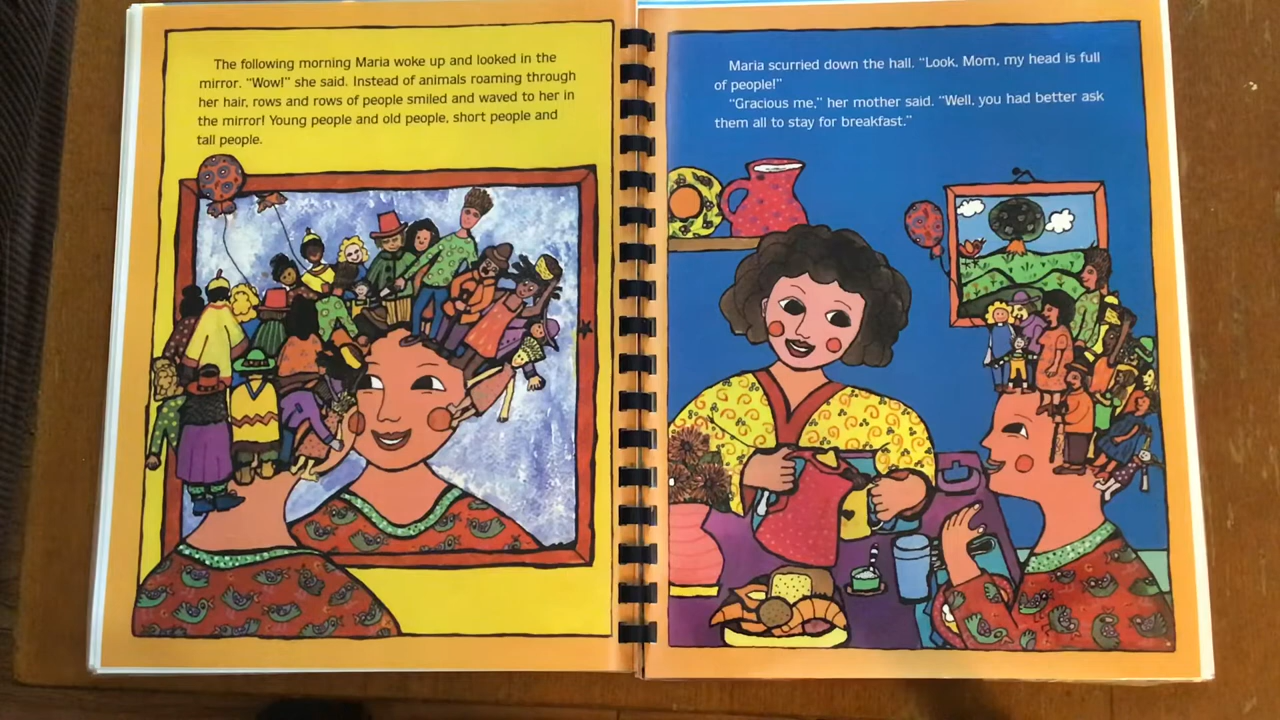 The following morning Maria woke up and looked in the
mirror. “Wow!” she said. Instead of animals roaming through
her hair, rows and rows of people smiled and waved to her in
the mirror! Young people and old people, short people and
tall people.
Maria scurried down the hall. “Look, Mom, my head is full
of people!”
“Gracious me,” her mother said. “Well, you had better ask
them all to stay for breakfast.”